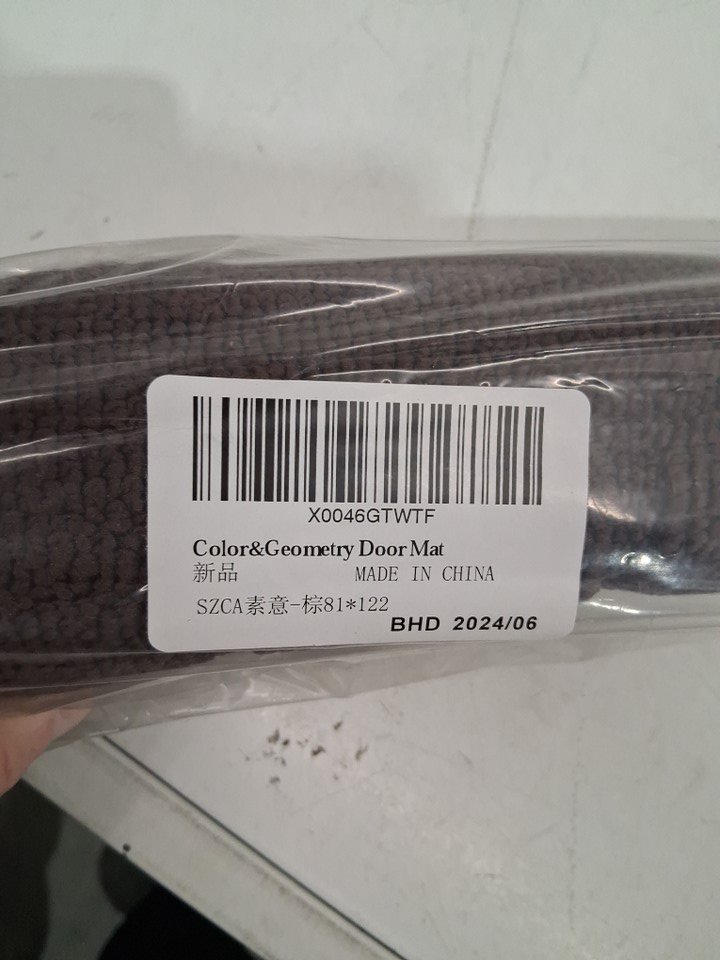 X0046GTWTF
Color&Geometry Door Mat
新品 MADE IN CHINA
SZCA素意-棕81*122
BHD 2024/06